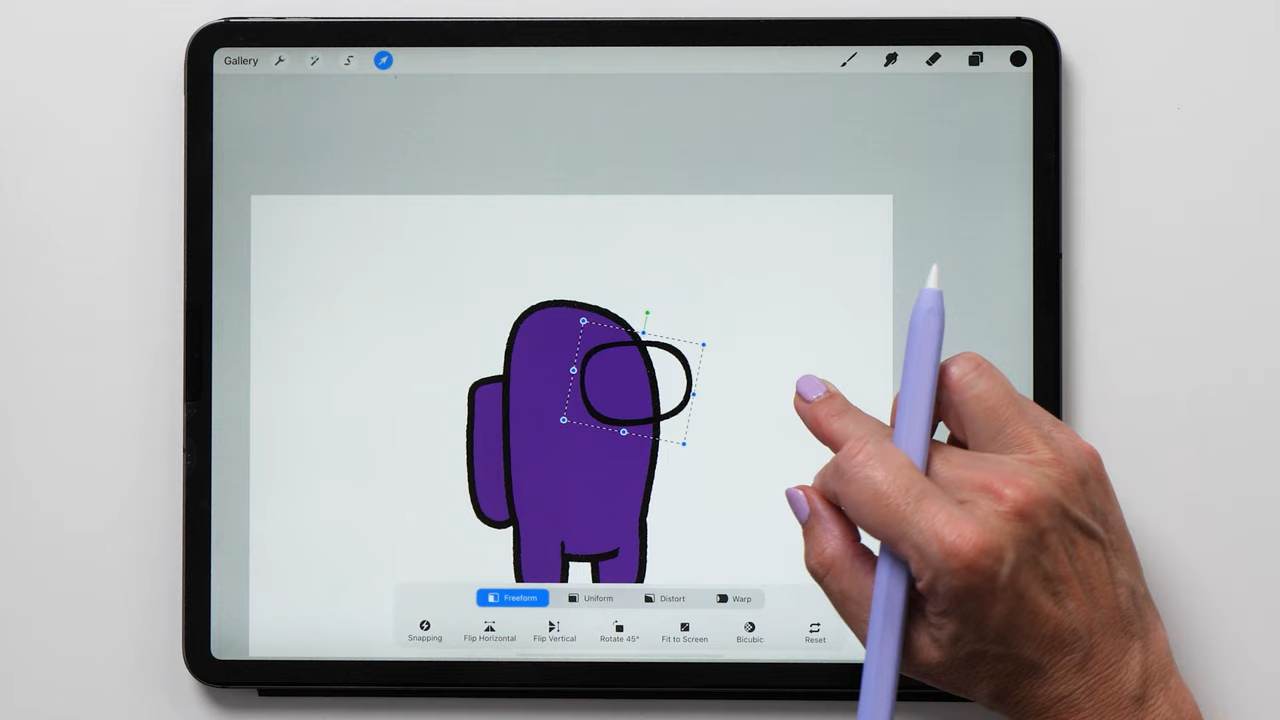 Gallery
Freeform Uniform Distort Warp
Snapping Flip Horizontal Flip Vertical Rotate 45° Fit to Screen Bicubic Reset